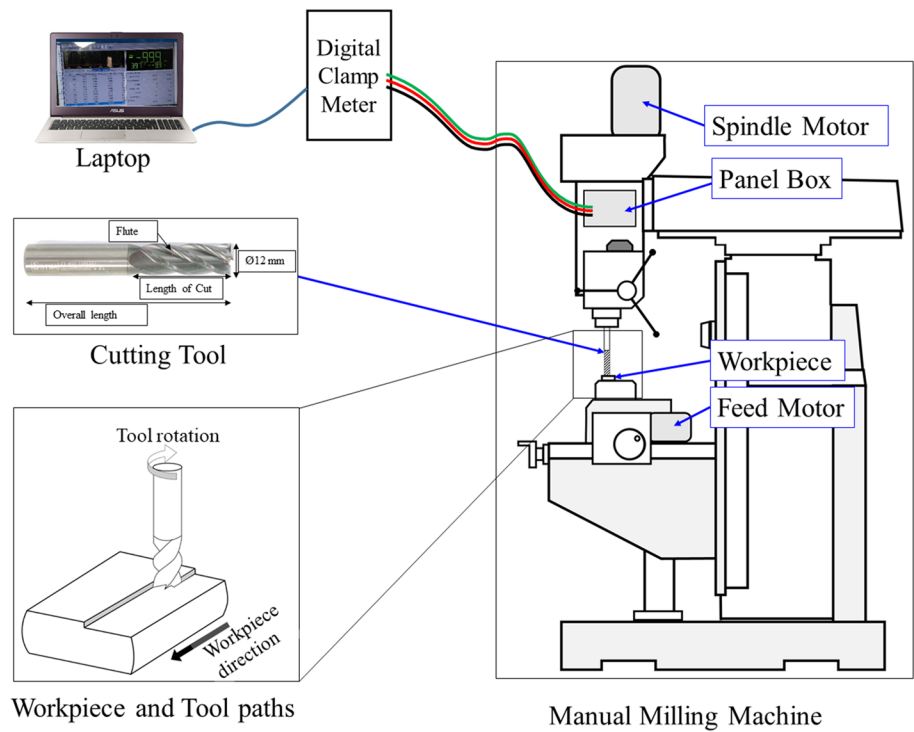 Digital
Clamp
Meter
ASUS
Laptop
Spindle Motor
Panel Box
Flute
Ø12 mm
Length of Cut
Overall length
Cutting Tool
Workpiece
Feed Motor
Tool rotation
Workpiece
direction
Workpiece and Tool paths
Manual Milling Machine